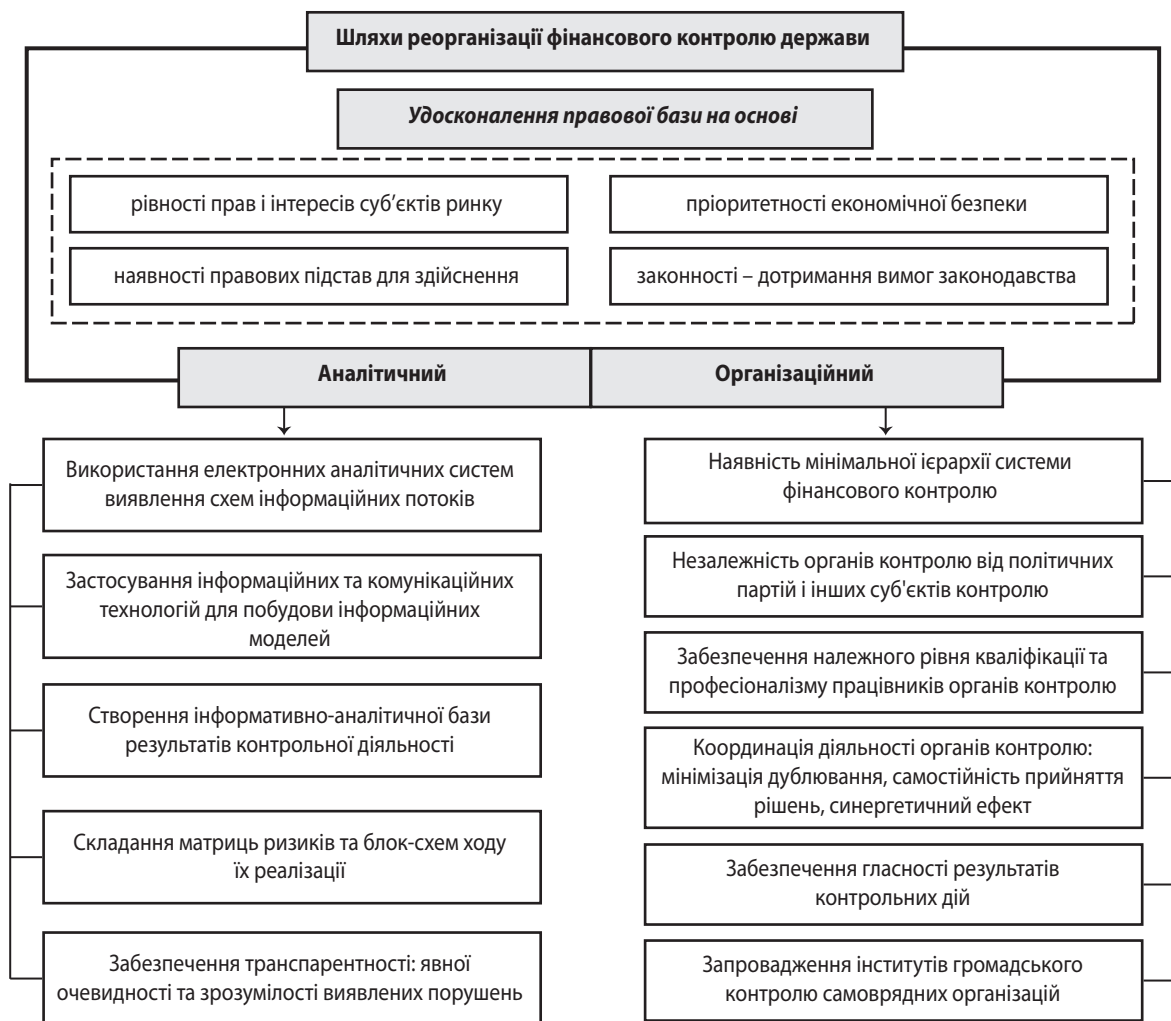 Шляхи реорганізації фінансового контролю держави
Удосконалення правової бази на основі
рівності прав і інтересів суб’єктів ринку
пріоритетності економічної безпеки
наявності правових підстав для здійснення
законності – дотримання вимог законодавства
Аналітичний
Організаційний
Використання електронних аналітичних систем
виявлення схем інформаційних потоків
Застосування інформаційних та комунікаційних
технологій для побудови інформаційних
моделей
Створення інформативно-аналітичної бази
результатів контрольної діяльності
Складання матриць ризиків та блок-схем ходу
їх реалізації
Забезпечення транспарентності: явної
очевидності та зрозумілості виявлених порушень
Наявність мінімальної ієрархії системи
фінансового контролю
Незалежність органів контролю від політичних
партій і інших суб'єктів контролю
Забезпечення належного рівня кваліфікації та
професіоналізму працівників органів контролю
Координація діяльності органів контролю:
мінімізація дублювання, самостійність прийняття
рішень, синергетичний ефект
Забезпечення гласності результатів
контрольних дій
Запровадження інститутів громадського
контролю самоврядних організацій